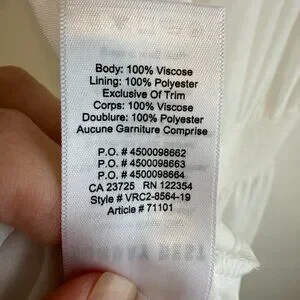 Body: 100% Viscose
Lining: 100% Polyester
Exclusive Of Trim
Corps: 100% Viscose
Doublure: 100% Polyester
Aucune Garniture Comprise
P.O. # 4500098662
P.O. # 4500098663
P.O. # 4500098664
CA 23725 RN 122354
Style # VRC2-8564-19
Article # 71101